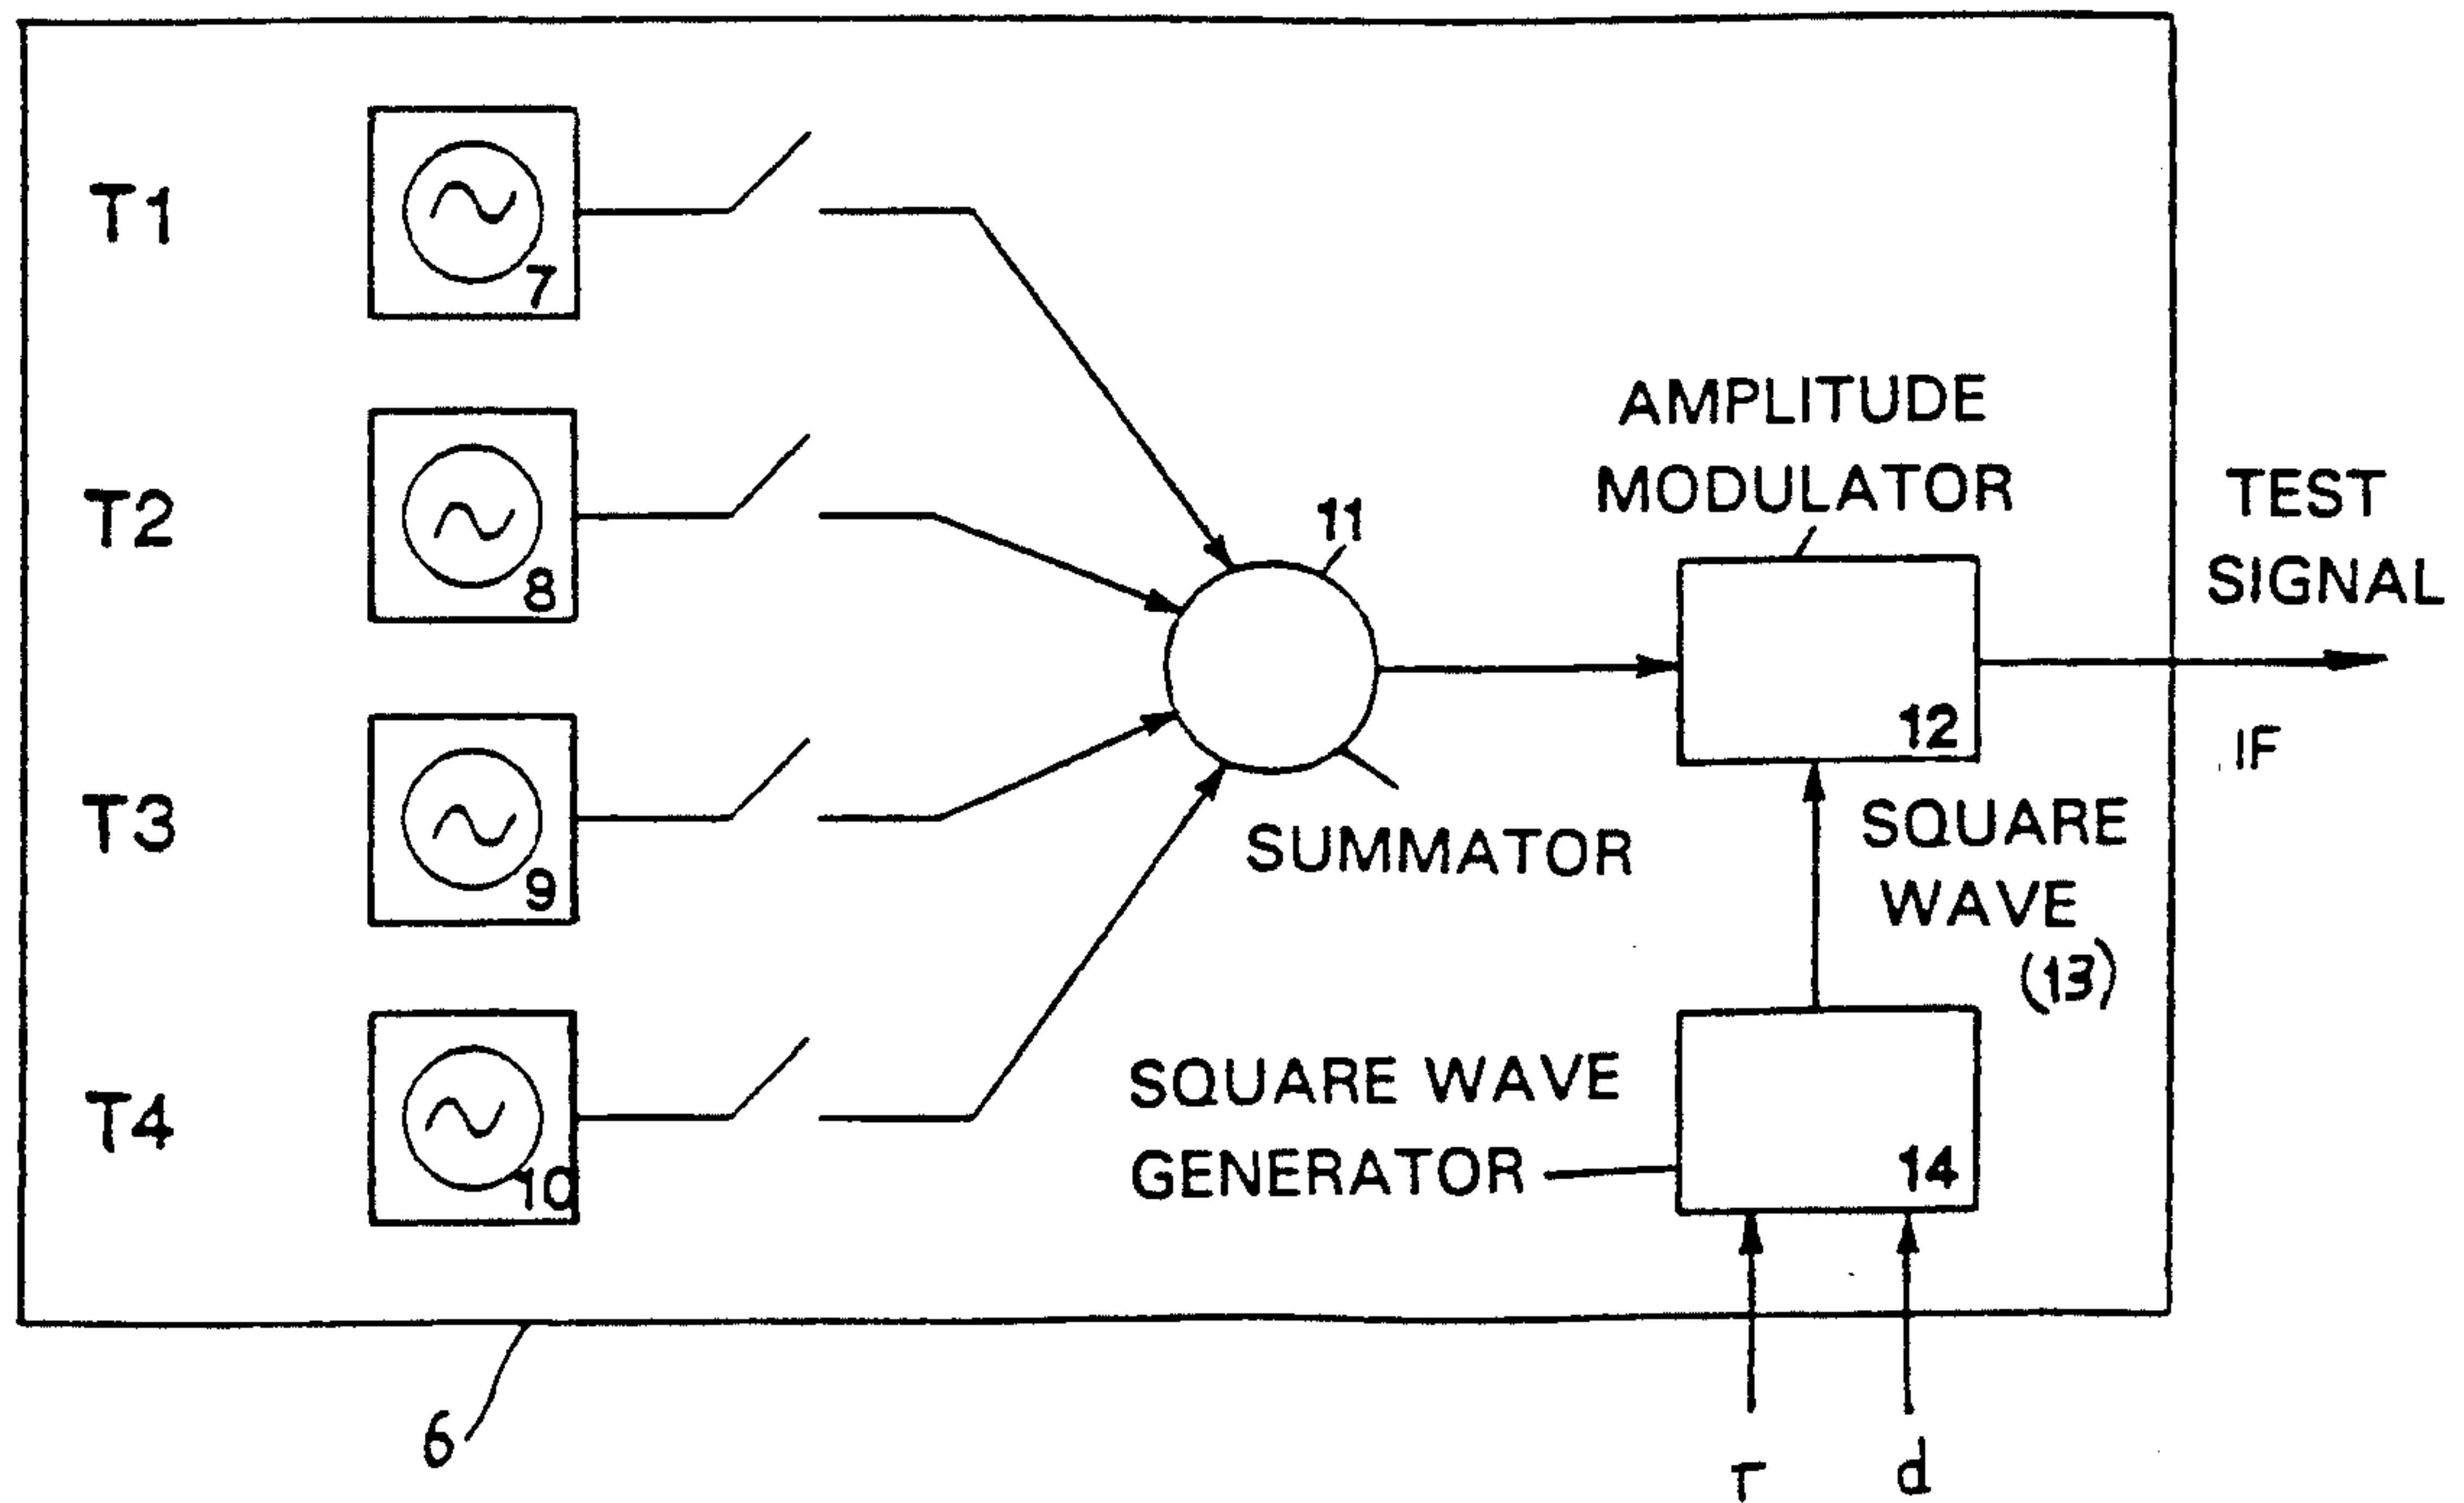 T1
7
T2
8
T3
9
T4
10
11
SUMMATOR
AMPLITUDE
MODULATOR
12
TEST
SIGNAL
IF
SQUARE
WAVE
(13)
SQUARE WAVE
GENERATOR
14
6
T
d